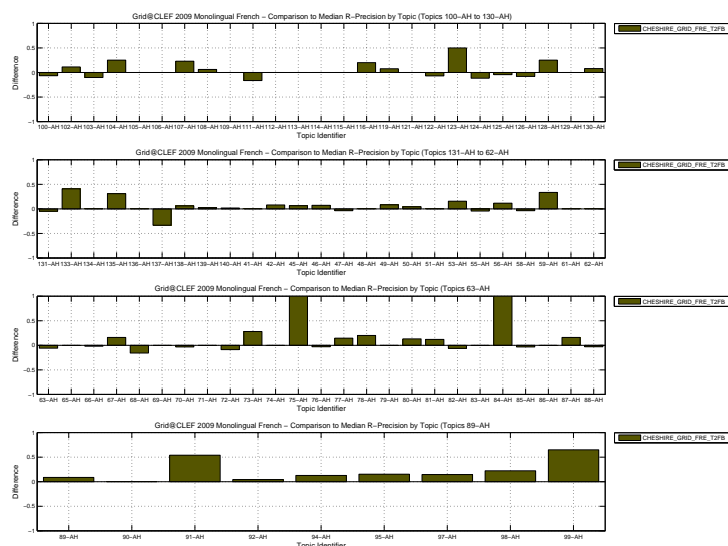 Grid@CLEF 2009 Monolingual French − Comparison to Median R−Precision by Topic (Topics 100−AH to 130−AH)
CHESHIRE_GRID_FRE_T2FB
1
0.5
0
−0.5
−1
Difference
100−AH 102−AH 103−AH 104−AH 105−AH 106−AH 107−AH 108−AH 109−AH 111−AH 112−AH 113−AH 114−AH 115−AH 116−AH 119−AH 121−AH 122−AH 123−AH 124−AH 125−AH 126−AH 128−AH 129−AH 130−AH
Topic Identifier
Grid@CLEF 2009 Monolingual French − Comparison to Median R−Precision by Topic (Topics 131−AH to 62−AH)
CHESHIRE_GRID_FRE_T2FB
1
0.5
0
−0.5
−1
Difference
131−AH 133−AH 134−AH 135−AH 136−AH 137−AH 138−AH 139−AH 140−AH 41−AH 42−AH 45−AH 46−AH 47−AH 48−AH 49−AH 50−AH 51−AH 53−AH 55−AH 56−AH 58−AH 59−AH 61−AH 62−AH
Topic Identifier
Grid@CLEF 2009 Monolingual French − Comparison to Median R−Precision by Topic (Topics 63−AH
CHESHIRE_GRID_FRE_T2FB
1
0.5
0
−0.5
−1
Difference
63−AH 65−AH 66−AH 67−AH 68−AH 69−AH 70−AH 71−AH 72−AH 73−AH 74−AH 75−AH 76−AH 77−AH 78−AH 79−AH 80−AH 81−AH 82−AH 83−AH 84−AH 85−AH 86−AH 87−AH 88−AH
Topic Identifier
Grid@CLEF 2009 Monolingual French − Comparison to Median R−Precision by Topic (Topics 89−AH
CHESHIRE_GRID_FRE_T2FB
1
0.5
0
−0.5
−1
Difference
89−AH 90−AH 91−AH 92−AH 94−AH 95−AH 97−AH 98−AH 99−AH
Topic Identifier